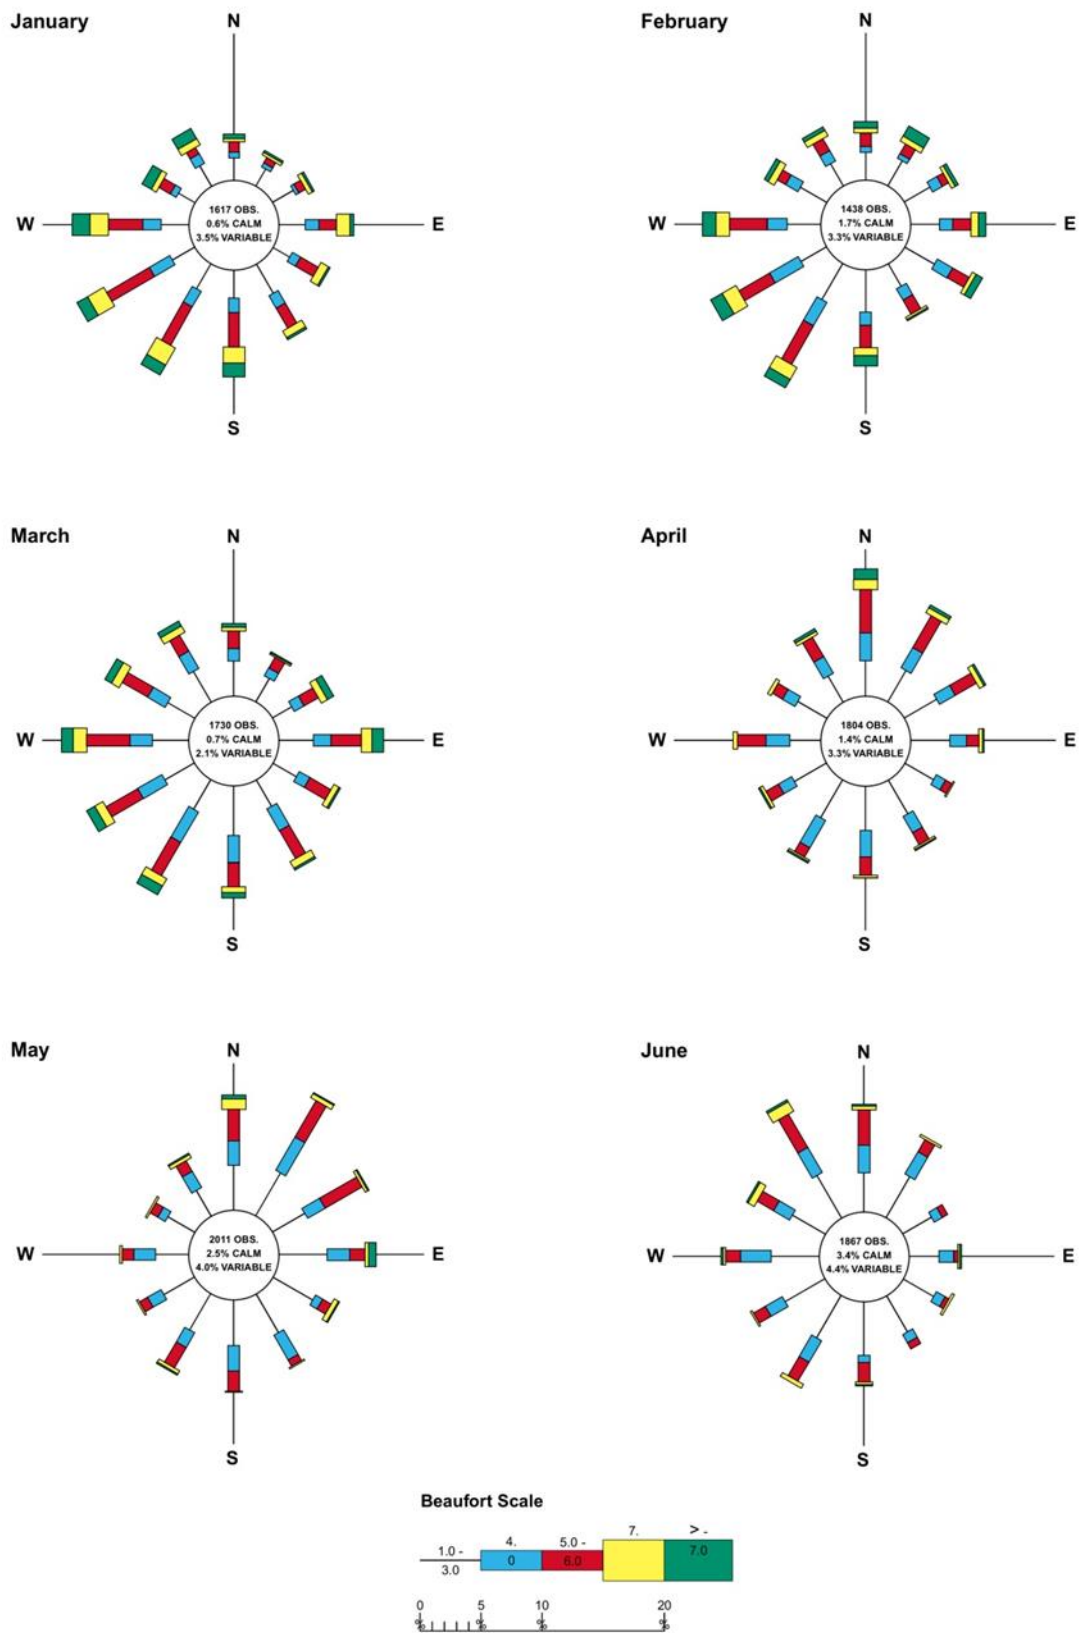 January
N
1617 OBS.
0.6% CALM
3.5% VARIABLE
W
E
S
February
N
1438 OBS.
1.7% CALM
3.3% VARIABLE
W
E
S
March
N
1730 OBS.
0.7% CALM
2.1% VARIABLE
W
E
S
April
N
1804 OBS.
1.4% CALM
3.3% VARIABLE
W
E
S
May
N
2011 OBS.
2.5% CALM
4.0% VARIABLE
W
E
S
June
N
1867 OBS.
3.4% CALM
4.4% VARIABLE
W
E
S
Beaufort Scale
1.0 -
3.0
4.
0
5.0 -
6.0
7.
> -
7.0
0 5 10 20
% % % %